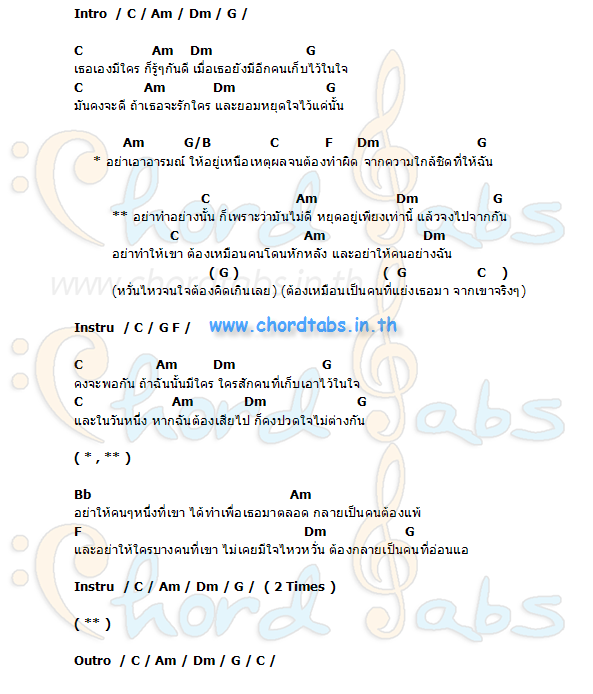 Intro / C / Am / Dm / G /
C Am Dm G
เธอเองมีใคร ก็รู้ๆกันดี เมื่อเธอยังมีอีกคนเก็บไว้ในใจ
C Am Dm G
มันคงจะดี ถ้าเธอจะรักใคร และยอมหยุดใจไว้แค่นั้น
Am G/B C F Dm G
* อย่าเอาอารมณ์ ให้อยู่เหนือเหตุผลจนต้องทำผิด จากความใกล้ชิดที่ให้ฉัน
C Am Dm G
** อย่าทำอย่างนั้น ก็เพราะว่ามันไม่ดี หยุดอยู่เพียงเท่านี้ แล้วจงไปจากกัน
C Am Dm
อย่าทำให้เขา ต้องเหมือนคนโดนหักหลัง และอย่าให้คนอย่างฉัน
( G ) ( G C )
(หวั่นไหวจนใจต้องคิดเกินเลย) (ต้องเหมือนเป็นคนที่แย่งเธอมา จากเขาจริงๆ)
www.chordtabs.in.th
Instru / C / G F / www.chordtabs.in.th
C Am Dm G
คงจะพอกัน ถ้าฉันนั้นมีใคร ใครสักคนที่เก็บเอาไว้ในใจ
C Am Dm G
และในวันหนึ่ง หากฉันต้องเสียไป ก็คงปวดใจไม่ต่างกัน
( * , ** )
Bb Am
อย่าให้คนๆหนึ่งที่เขา ได้ทำเพื่อเธอมาตลอด กลายเป็นคนต้องแพ้
F Dm G
และอย่าให้ใครบางคนที่เขา ไม่เคยมีใจไหวหวั่น ต้องกลายเป็นคนที่อ่อนแอ
Instru / C / Am / Dm / G / ( 2 Times )
( ** )
Outro / C / Am / Dm / G / C /
Chord Tabs
Chord Tabs
Chord Tabs